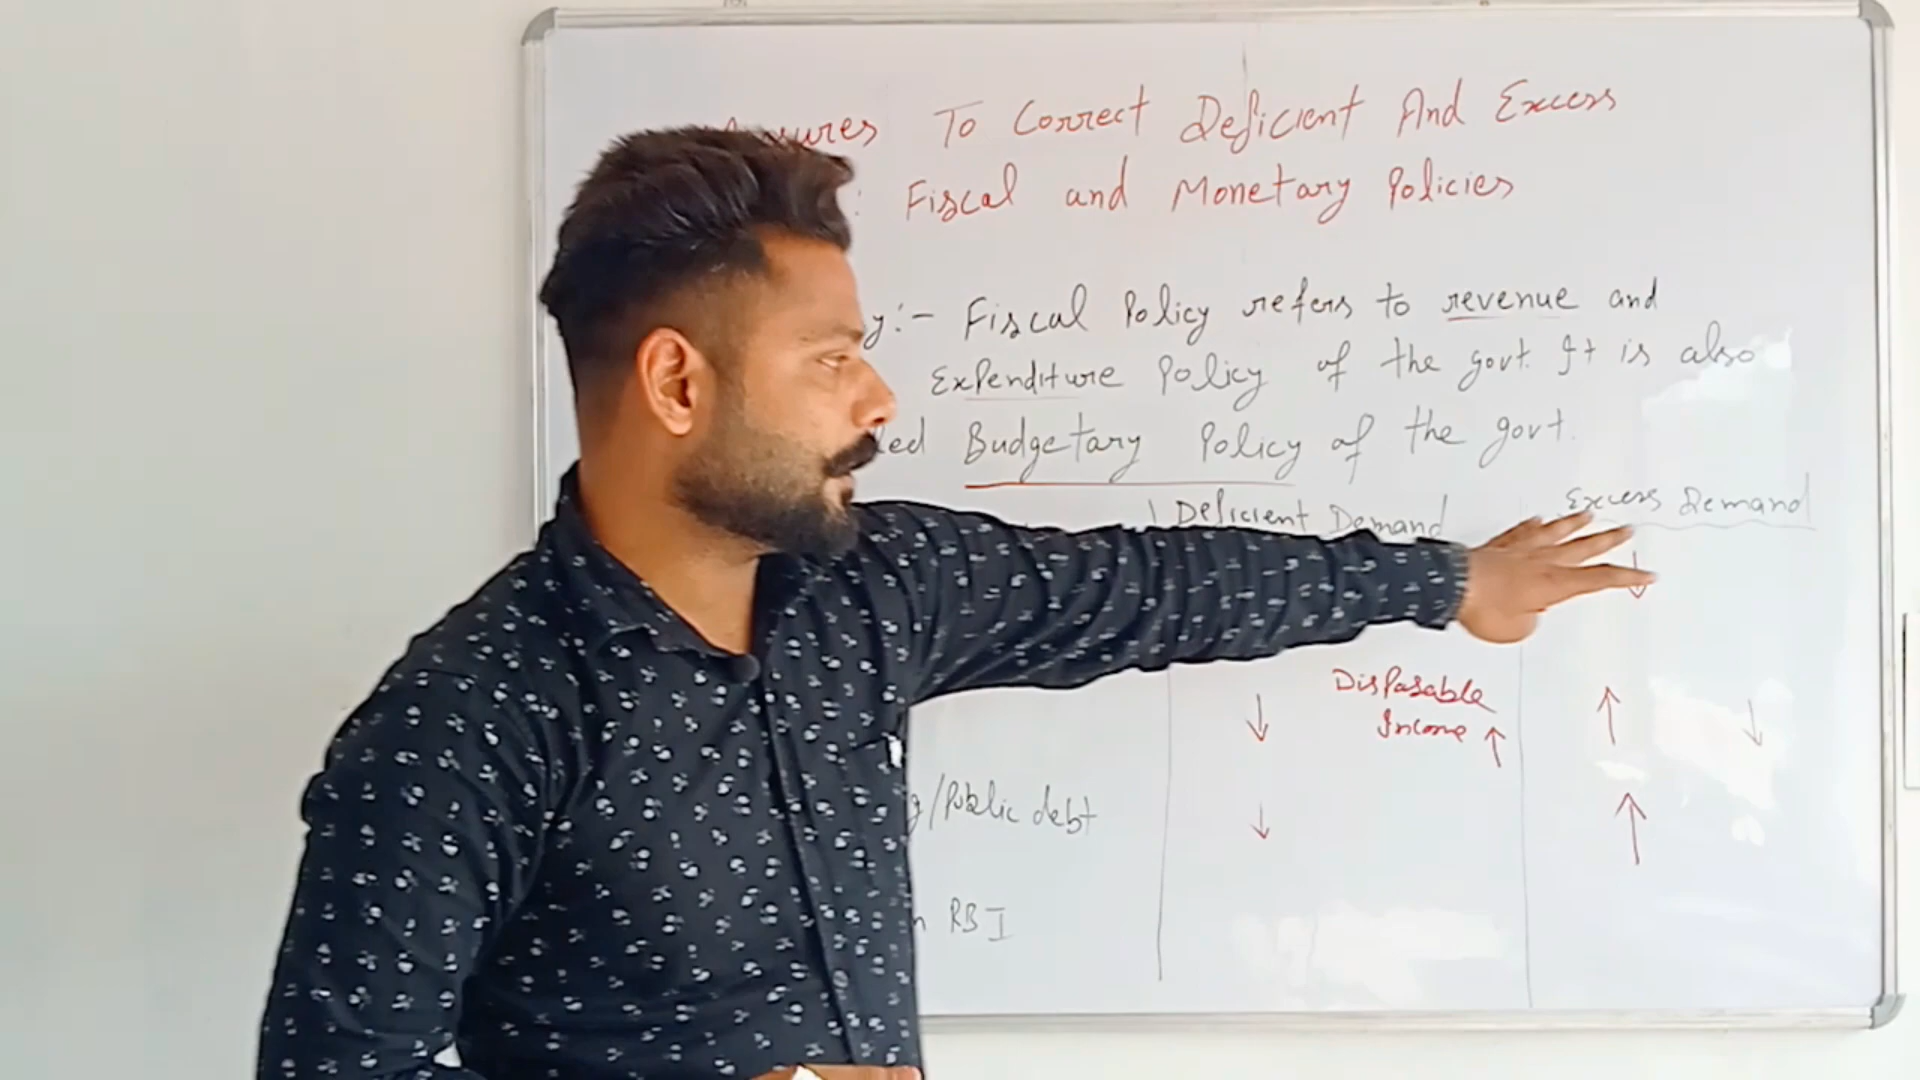 To Correct Deficient And Excess
: Fiscal and Monetary Policies
y:- Fiscal Policy refers to revenue and
Expenditure Policy of the govt. It is also
led Budgetary Policy of the govt.
Deficient Demand Excess Demand
↓
Disposable
Income ↑
↓ ↑ ↓
g/Public debt ↓ ↑
n RBI